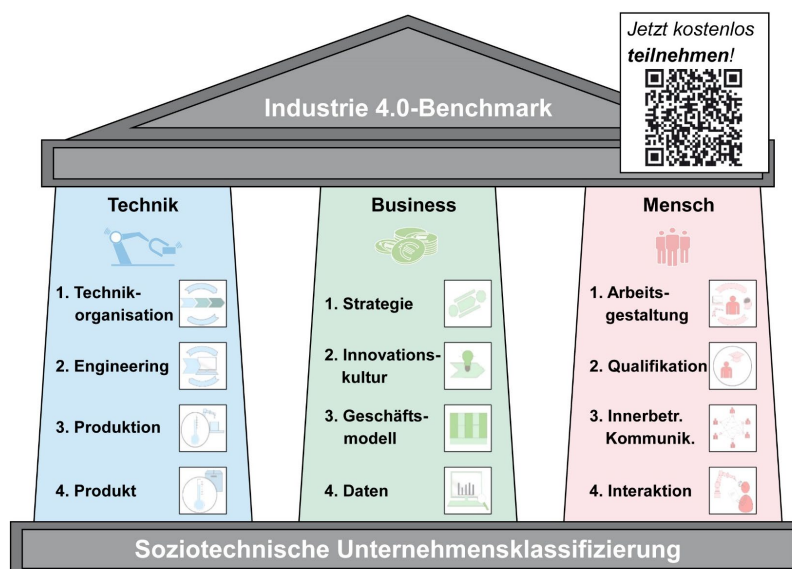 Jetzt kostenlos
teilnehmen!
Industrie 4.0-Benchmark
Technik
1. Technik-
organisation
2. Engineering
3. Produktion
4. Produkt
Business
1. Strategie
2. Innovations-
kultur
3. Geschäfts-
modell
4. Daten
Mensch
1. Arbeits-
gestaltung
2. Qualifikation
3. Innerbetr.
Kommunik.
4. Interaktion
Soziotechnische Unternehmensklassifizierung